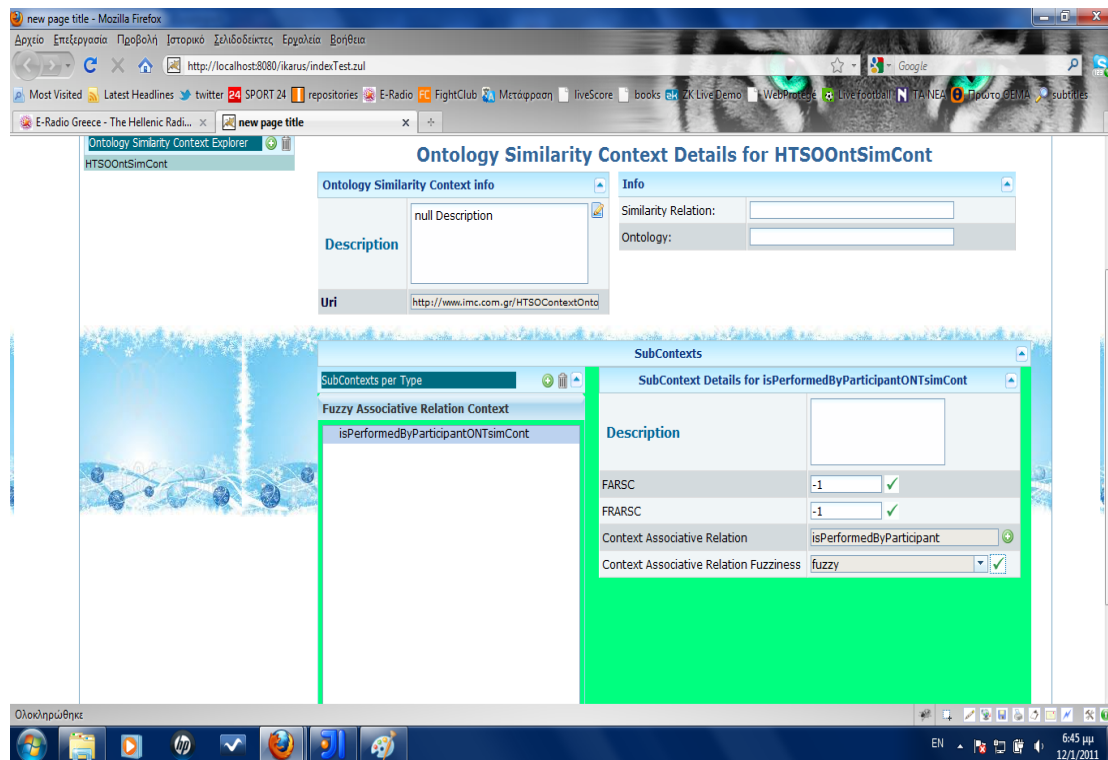 new page title - Mozilla Firefox
Αρχείο Επεξεργασία Προβολή Ιστορικό Σελιδοδείκτες Εργαλεία Βοήθεια
http://localhost:8080/ikarus/indexTest.zul
Google
Most Visited Latest Headlines twitter 24 SPORT 24 repositories E-Radio FC FightClub Μετάφραση liveScore books ZK Live Demo WebProtege Live football N ΤΑ ΝΕΑ Πρώτο ΘΕΜΑ subtitles
E-Radio Greece - The Hellenic Radi... new page title
Ontology Similarity Context Explorer
HTSOOntSimCont
Ontology Similarity Context Details for HTSOOntSimCont
Ontology Similarity Context info
Description
null Description
Uri
http://www.imc.com.gr/HTSOContextOnto
Info
Similarity Relation:
Ontology:
SubContexts
SubContexts per Type
Fuzzy Associative Relation Context
isPerformedByParticipantONTsimCont
SubContext Details for isPerformedByParticipantONTsimCont
Description
FARSC -1
FRARSC -1
Context Associative Relation isPerformedByParticipant
Context Associative Relation Fuzziness fuzzy
Ολοκληρώθηκε
hp
EN
6:45 μμ
12/1/2011